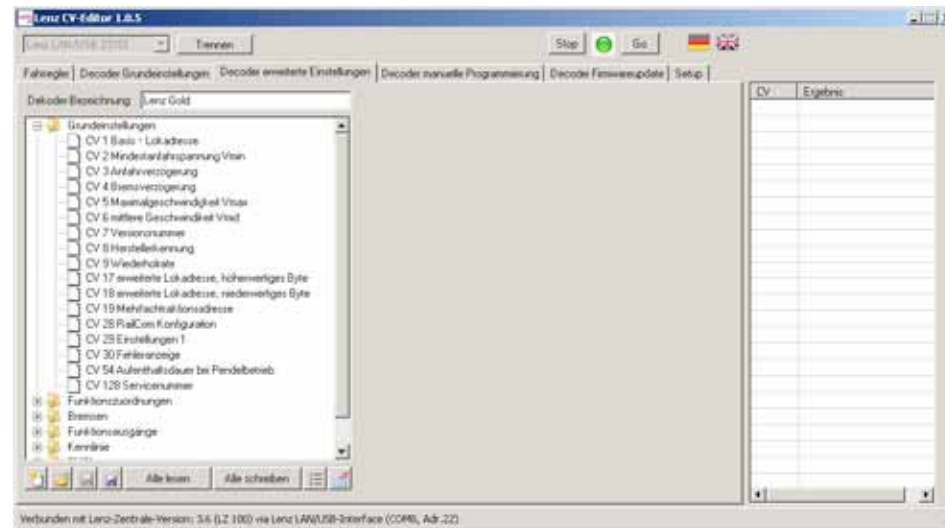 Lenz CV-Editor 1.0.5
Lenz LAN/USB 23151
Trennen
Stop
Go
Fahrregler
Decoder Grundeinstellungen
Decoder erweiterte Einstellungen
Decoder manuelle Programmierung
Decoder Firmwareupdate
Setup
Dekoder Bezeichnung
Lenz Gold
CV
Ergebnis
Grundeinstellungen
CV 1 Basis - Lokadresse
CV 2 Mindestanfahrspannung Vmin
CV 3 Anfahrverzögerung
CV 4 Bremsverzögerung
CV 5 Maximalgeschwindigkeit Vmax
CV 6 mittlere Geschwindikeit Vmid
CV 7 Versionsnummer
CV 8 Herstellerkennung
CV 9 Wiederholrate
CV 17 erweiterte Lokadresse, höherwertiges Byte
CV 18 erweiterte Lokadresse, niederwertiges Byte
CV 19 Mehrfachtraktionsadresse
CV 28 RailCom Konfiguration
CV 29 Einstellungen 1
CV 30 Fehleranzeige
CV 54 Aufenthaltsdauer bei Pendelbetrieb
CV 128 Servicenummer
Funktionszuordnungen
Bremsen
Funktionsausgänge
Kennlinie
Alle lesen
Alle schreiben
Verbunden mit Lenz-Zentrale-Version: 3.6 (LZ 100) via Lenz LAN/USB-Interface (COM8, Adr.22)